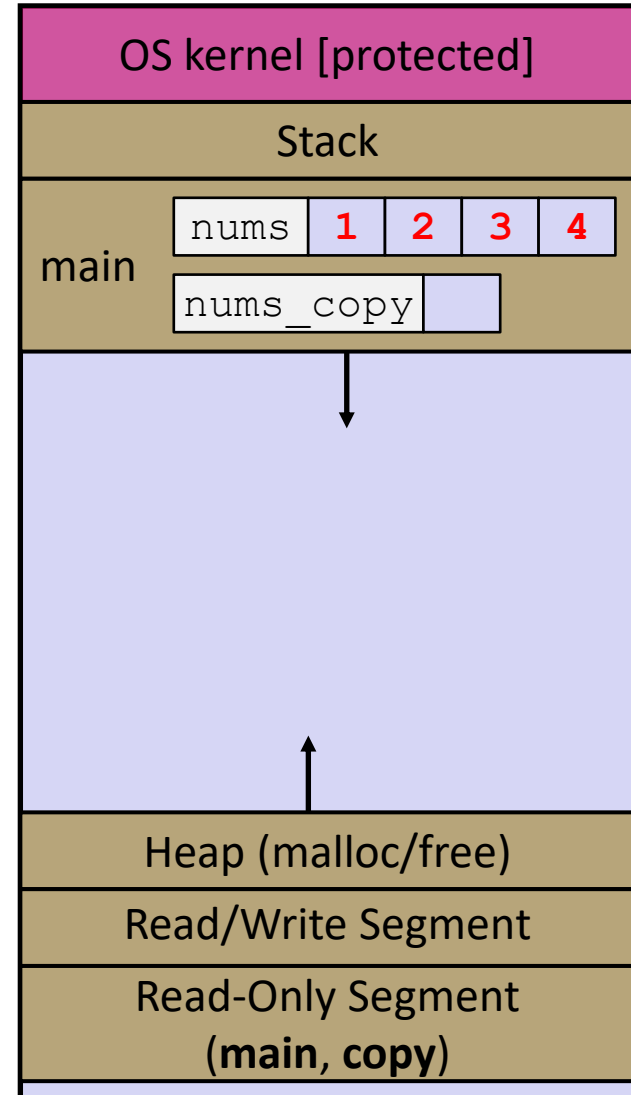 OS kernel [protected]
Stack
main
nums 1 2 3 4
nums_copy
Heap (malloc/free)
Read/Write Segment
Read-Only Segment
(main, copy)